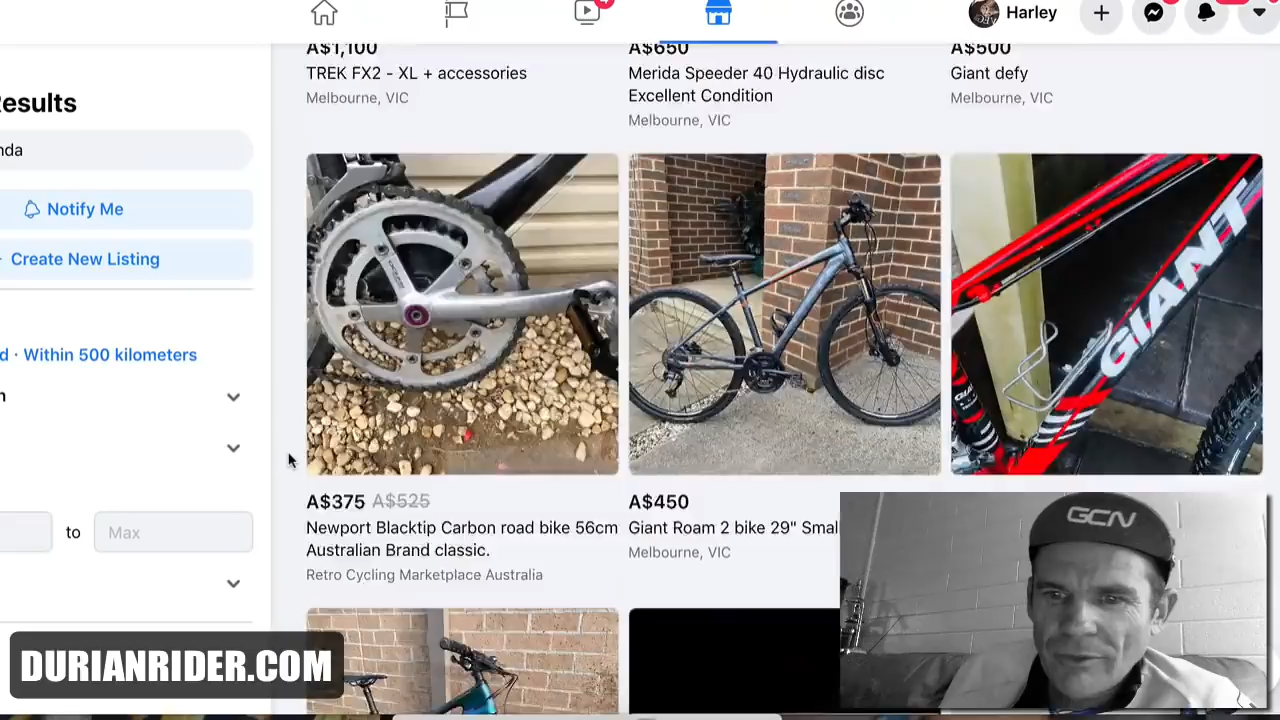 4
Harley
esults
nda
Notify Me
Create New Listing
d · Within 500 kilometers
n
to
Max
A$1,100
TREK FX2 - XL + accessories
Melbourne, VIC
A$650
Merida Speeder 40 Hydraulic disc
Excellent Condition
Melbourne, VIC
A$500
Giant defy
Melbourne, VIC
GIANT
A$375 A$525
Newport Blacktip Carbon road bike 56cm
Australian Brand classic.
Retro Cycling Marketplace Australia
A$450
Giant Roam 2 bike 29" Smal
Melbourne, VIC
GCN
DURIANRIDER.COM